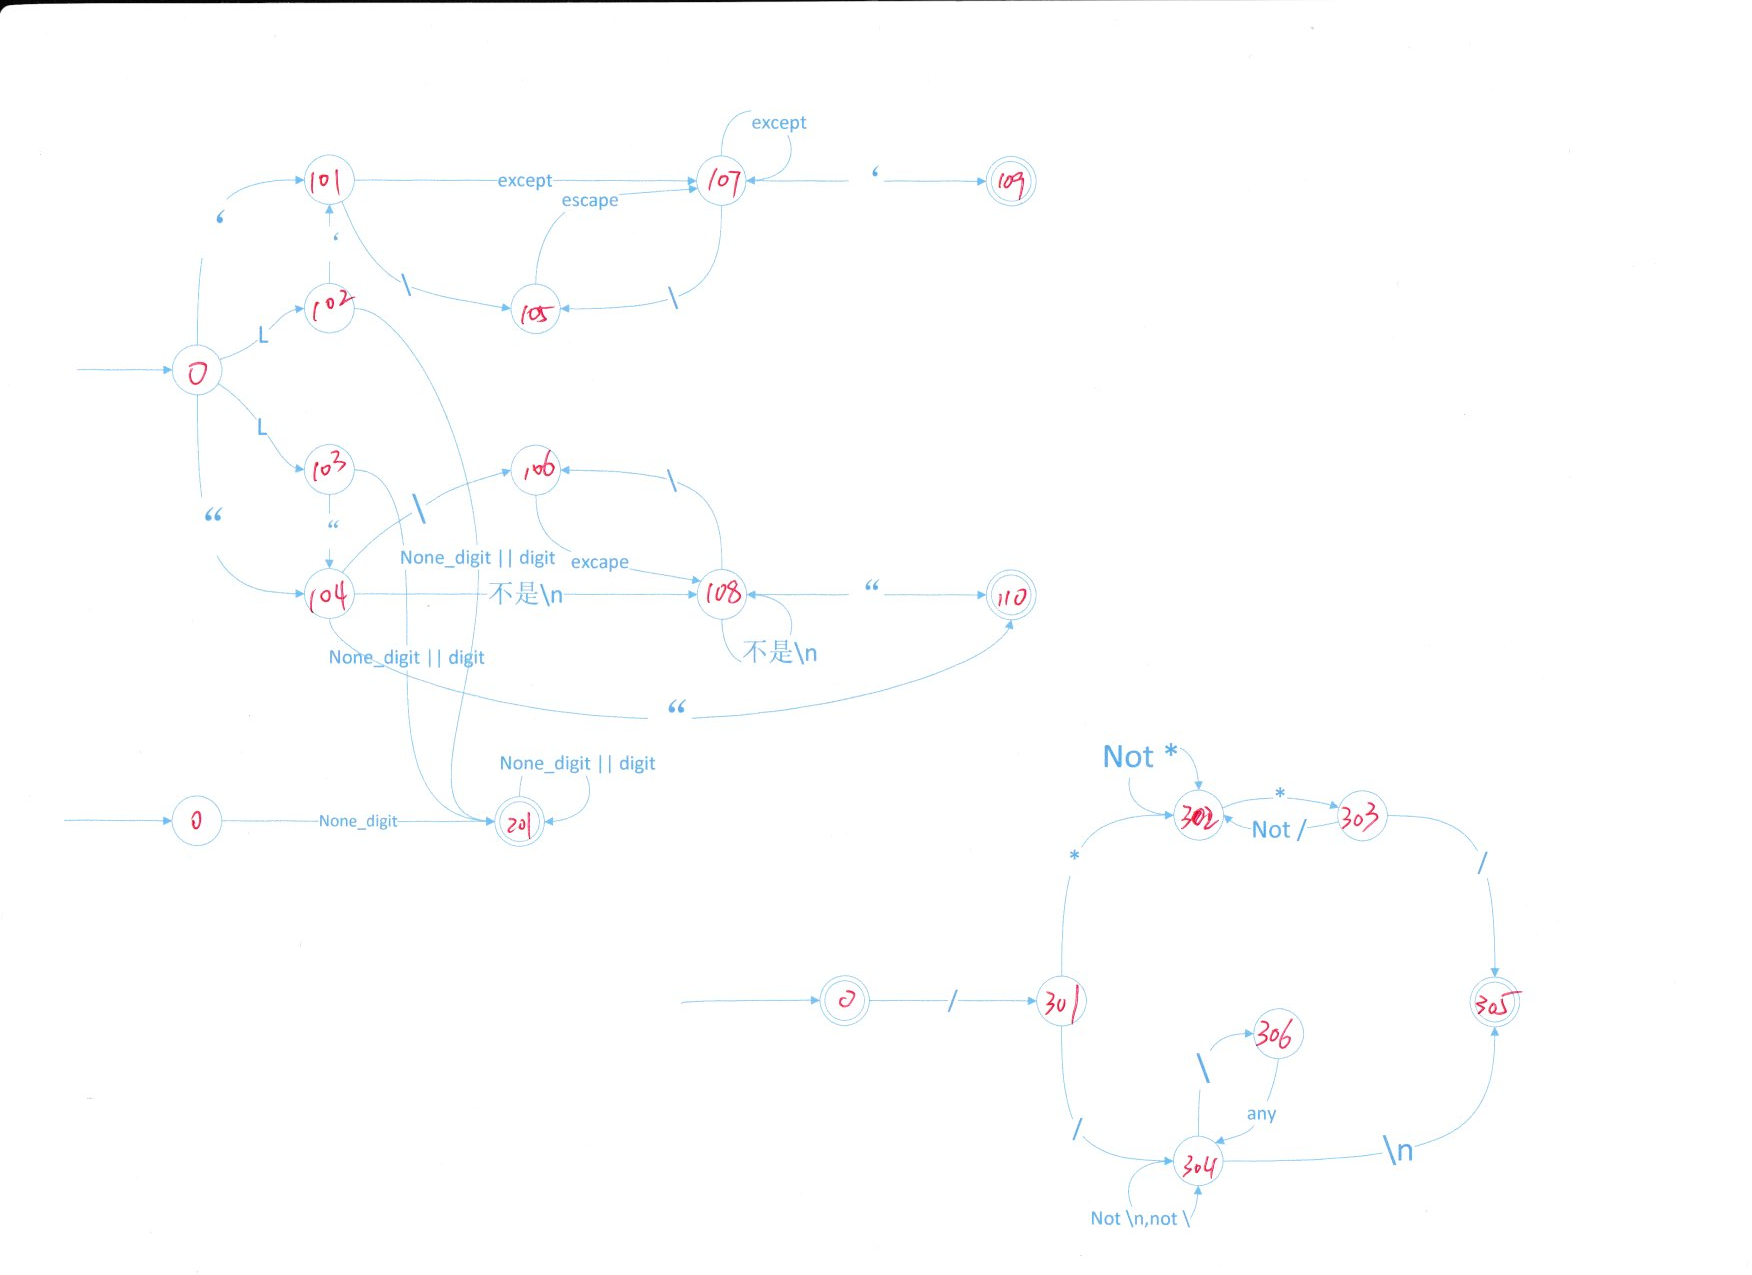 except
101
except
107
‘
109
escape
‘
‘
\
102
105
\
L
0
L
103
106
\
“
“
\
None_digit || digit
excape
104
不是\n
108
“
110
不是\n
None_digit || digit
“
None_digit || digit
0
None_digit
201
Not *
302
*
303
Not /
*
/
0
/
301
305
306
\
any
/
304
\n
Not \n,not \